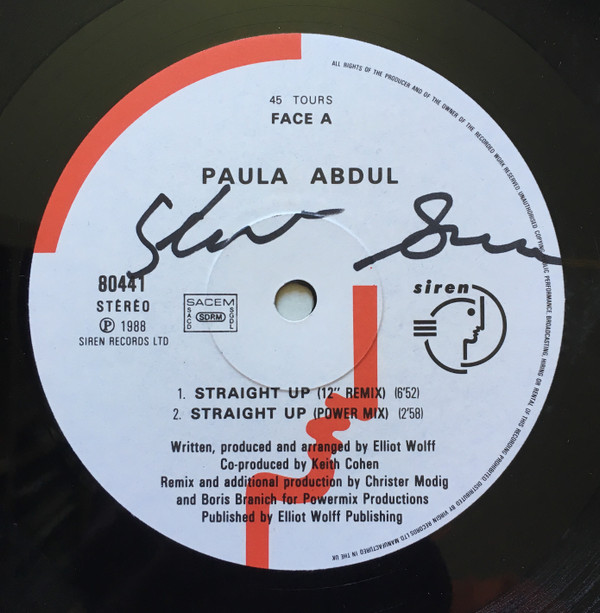 ALL RIGHTS OF THE PRODUCER AND OF THE OWNER OF THE RECORDED WORK RESERVED. UNAUTHORISED COPYING, PUBLIC PERFORMANCE, BROADCASTING, HIRING OR RENTAL OF THIS RECORDING PROHIBITED. DISTRIBUTED BY VIRGIN RECORDS LTD MANUFACTURED IN THE UK
45 TOURS
FACE A
PAULA ABDUL
80441
STÉRÉO
℗ 1988
SIREN RECORDS LTD
SACEM
SACD
SDRM
SGDL
siren
1. STRAIGHT UP (12" REMIX) (6'52)
2. STRAIGHT UP (POWER MIX) (2'58)
Written, produced and arranged by Elliot Wolff
Co-produced by Keith Cohen
Remix and additional production by Christer Modig
and Boris Branich for Powermix Productions
Published by Elliot Wolff Publishing